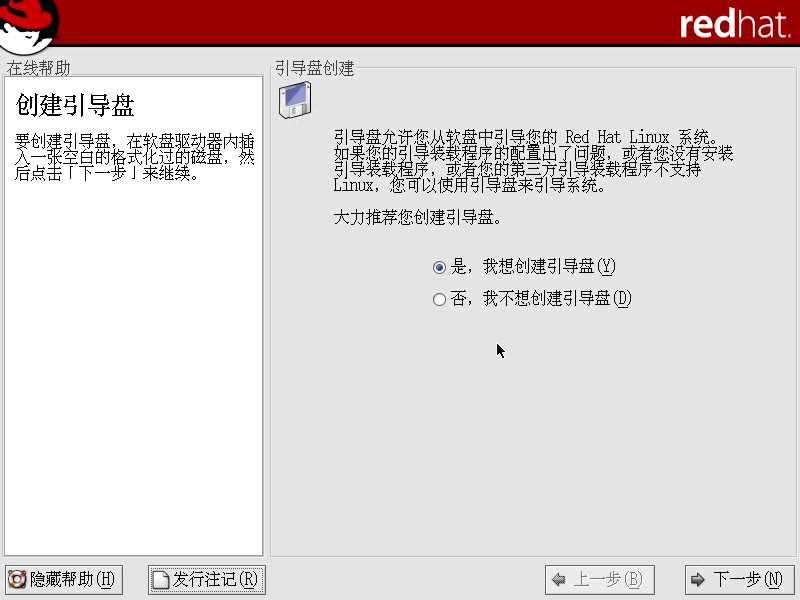 redhat.
在线帮助
创建引导盘
要创建引导盘，在软盘驱动器内插
入一张空白的格式化过的磁盘，然
后点击「下一步」来继续。
引导盘创建
引导盘允许您从软盘中引导您的 Red Hat Linux 系统。
如果您的引导装载程序的配置出了问题，或者您没有安装
引导装载程序，或者您的第三方引导装载程序不支持
Linux，您可以使用引导盘来引导系统。
大力推荐您创建引导盘。
是，我想创建引导盘(Y)
否，我不想创建引导盘(D)
隐藏帮助(H)
发行注记(R)
上一步(B)
下一步(N)